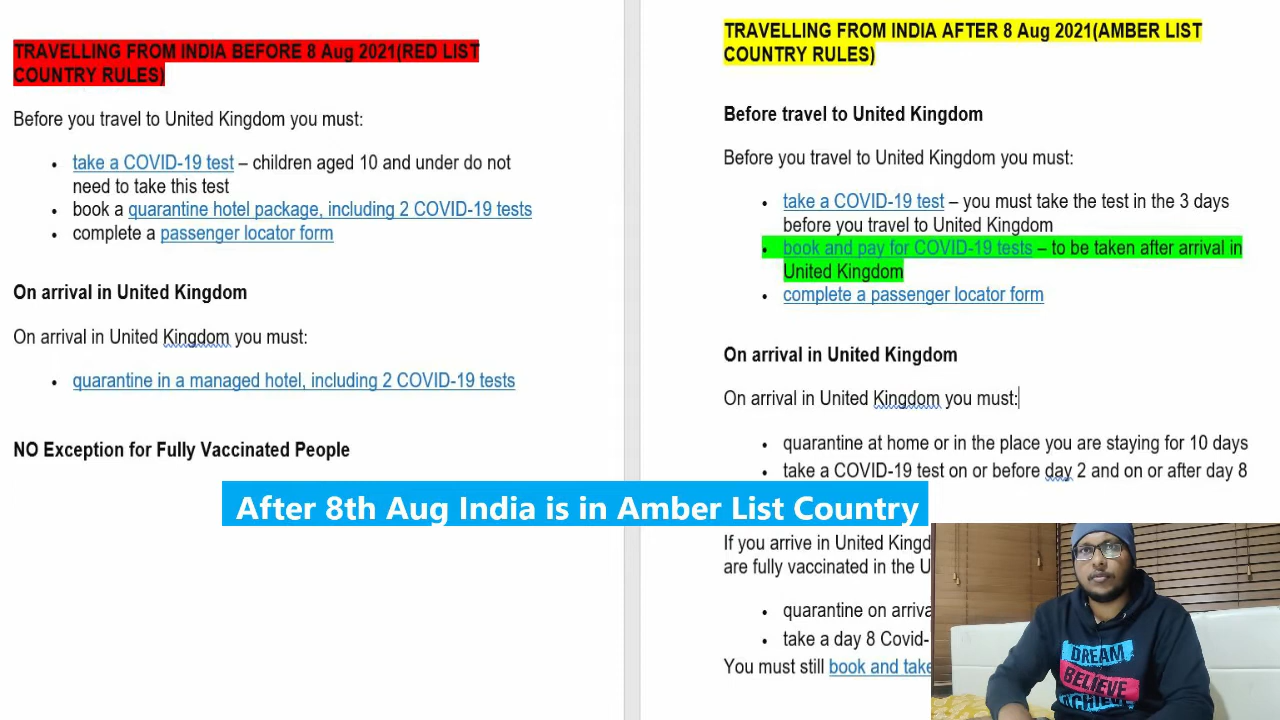 TRAVELLING FROM INDIA BEFORE 8 Aug 2021(RED LIST
COUNTRY RULES)
Before you travel to United Kingdom you must:
• take a COVID-19 test – children aged 10 and under do not
need to take this test
• book a quarantine hotel package, including 2 COVID-19 tests
• complete a passenger locator form
On arrival in United Kingdom
On arrival in United Kingdom you must:
• quarantine in a managed hotel, including 2 COVID-19 tests
NO Exception for Fully Vaccinated People
TRAVELLING FROM INDIA AFTER 8 Aug 2021(AMBER LIST
COUNTRY RULES)
Before travel to United Kingdom
Before you travel to United Kingdom you must:
• take a COVID-19 test – you must take the test in the 3 days
before you travel to United Kingdom
• book and pay for COVID-19 tests – to be taken after arrival in
United Kingdom
• complete a passenger locator form
On arrival in United Kingdom
On arrival in United Kingdom you must:
• quarantine at home or in the place you are staying for 10 days
• take a COVID-19 test on or before day 2 and on or after day 8
After 8th Aug India is in Amber List Country
If you arrive in United Kingd
are fully vaccinated in the U
• quarantine on arriva
• take a day 8 Covid-
You must still book and take
DREAM
BELIEVE
ACHIEVE